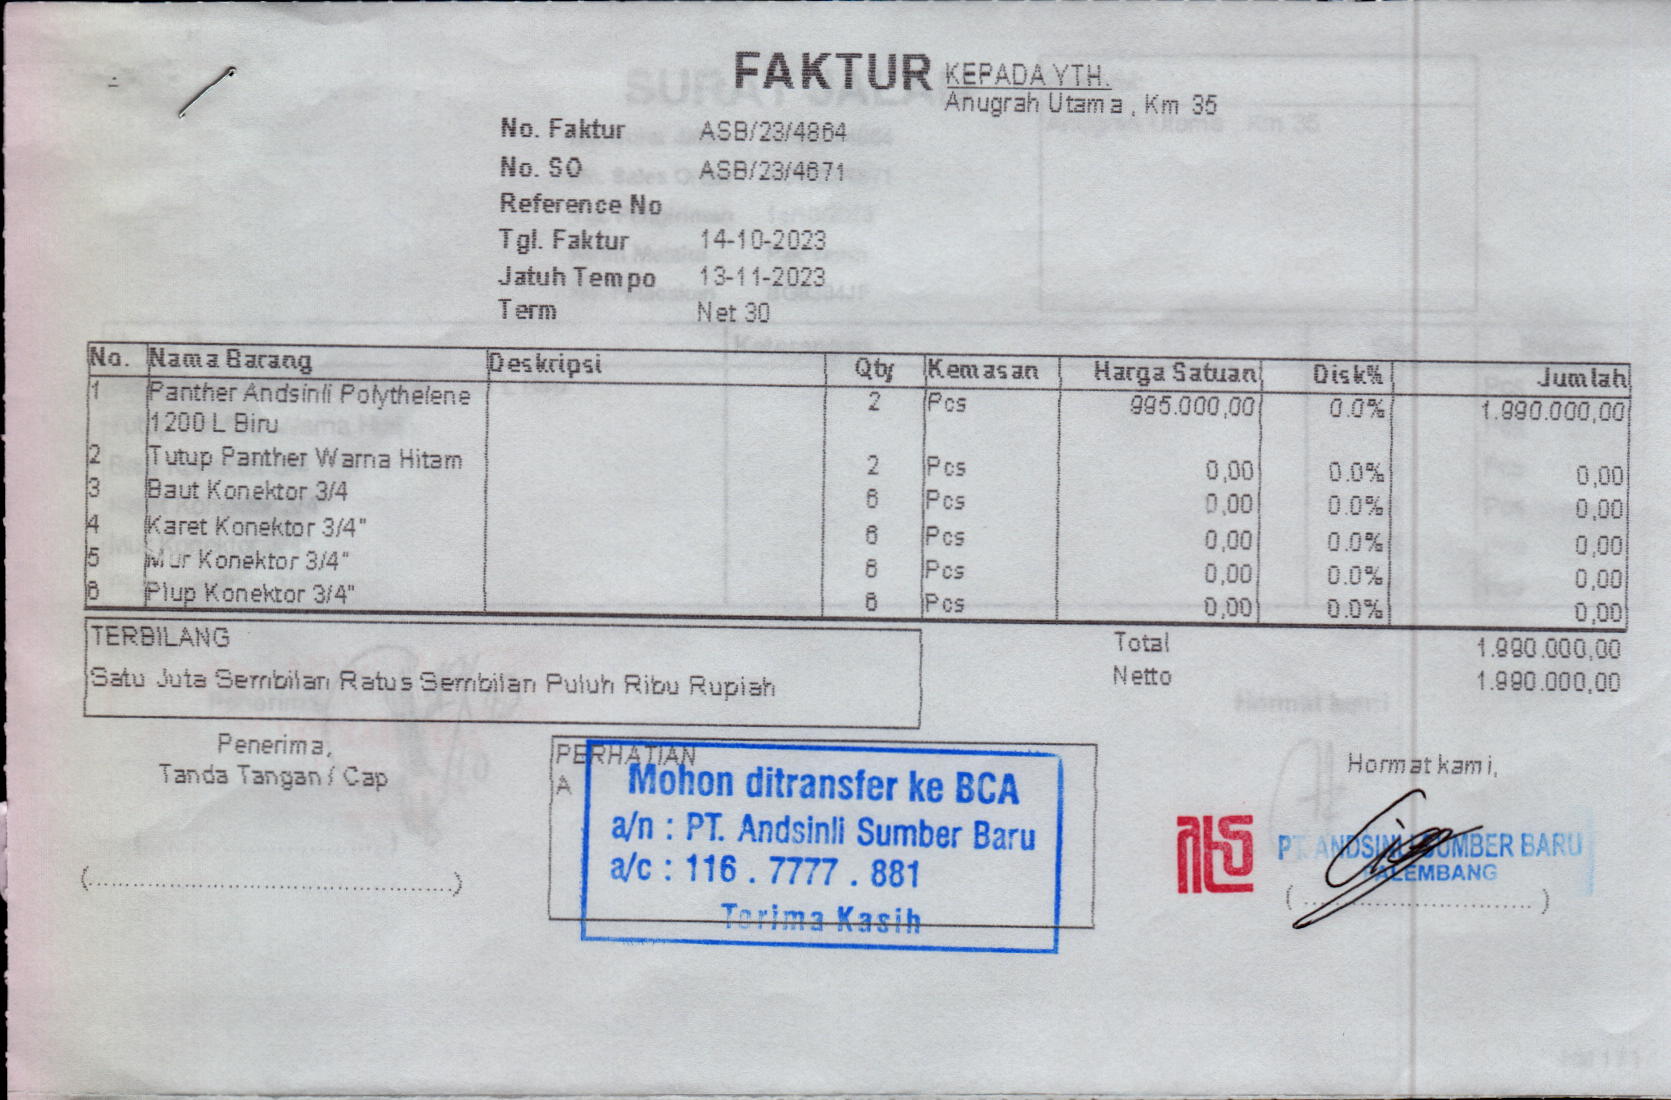 FAKTUR
KEPADA YTH.
Anugrah Utama , Km 35
No. Faktur ASB/23/4864
No. SO ASB/23/4671
Reference No
Tgl. Faktur 14-10-2023
Jatuh Tempo 13-11-2023
Term Net 30
No. Nama Barang Deskripsi Qty Kemasan Harga Satuan Disk% Jumlah
1 Panther Andsinli Polythelene 2 Pcs 995.000,00 0.0% 1.990.000,00
1200 L Biru
2 Tutup Panther Warna Hitam 2 Pcs 0,00 0.0% 0,00
3 Baut Konektor 3/4 6 Pcs 0,00 0.0% 0,00
4 Karet Konektor 3/4" 6 Pcs 0,00 0.0% 0,00
5 Mur Konektor 3/4" 6 Pcs 0,00 0.0% 0,00
6 Plup Konektor 3/4" 6 Pcs 0,00 0.0% 0,00
TERBILANG
Satu Juta Sembilan Ratus Sembilan Puluh Ribu Rupiah
Total 1.990.000,00
Netto 1.990.000,00
Penerima,
Tanda Tangan / Cap
(................................................)
PERHATIAN
A
Mohon ditransfer ke BCA
a/n : PT. Andsinli Sumber Baru
a/c : 116 . 7777 . 881
Terima Kasih
Hormat kami,
PT. ANDSINLI SUMBER BARU
PALEMBANG
(................................)